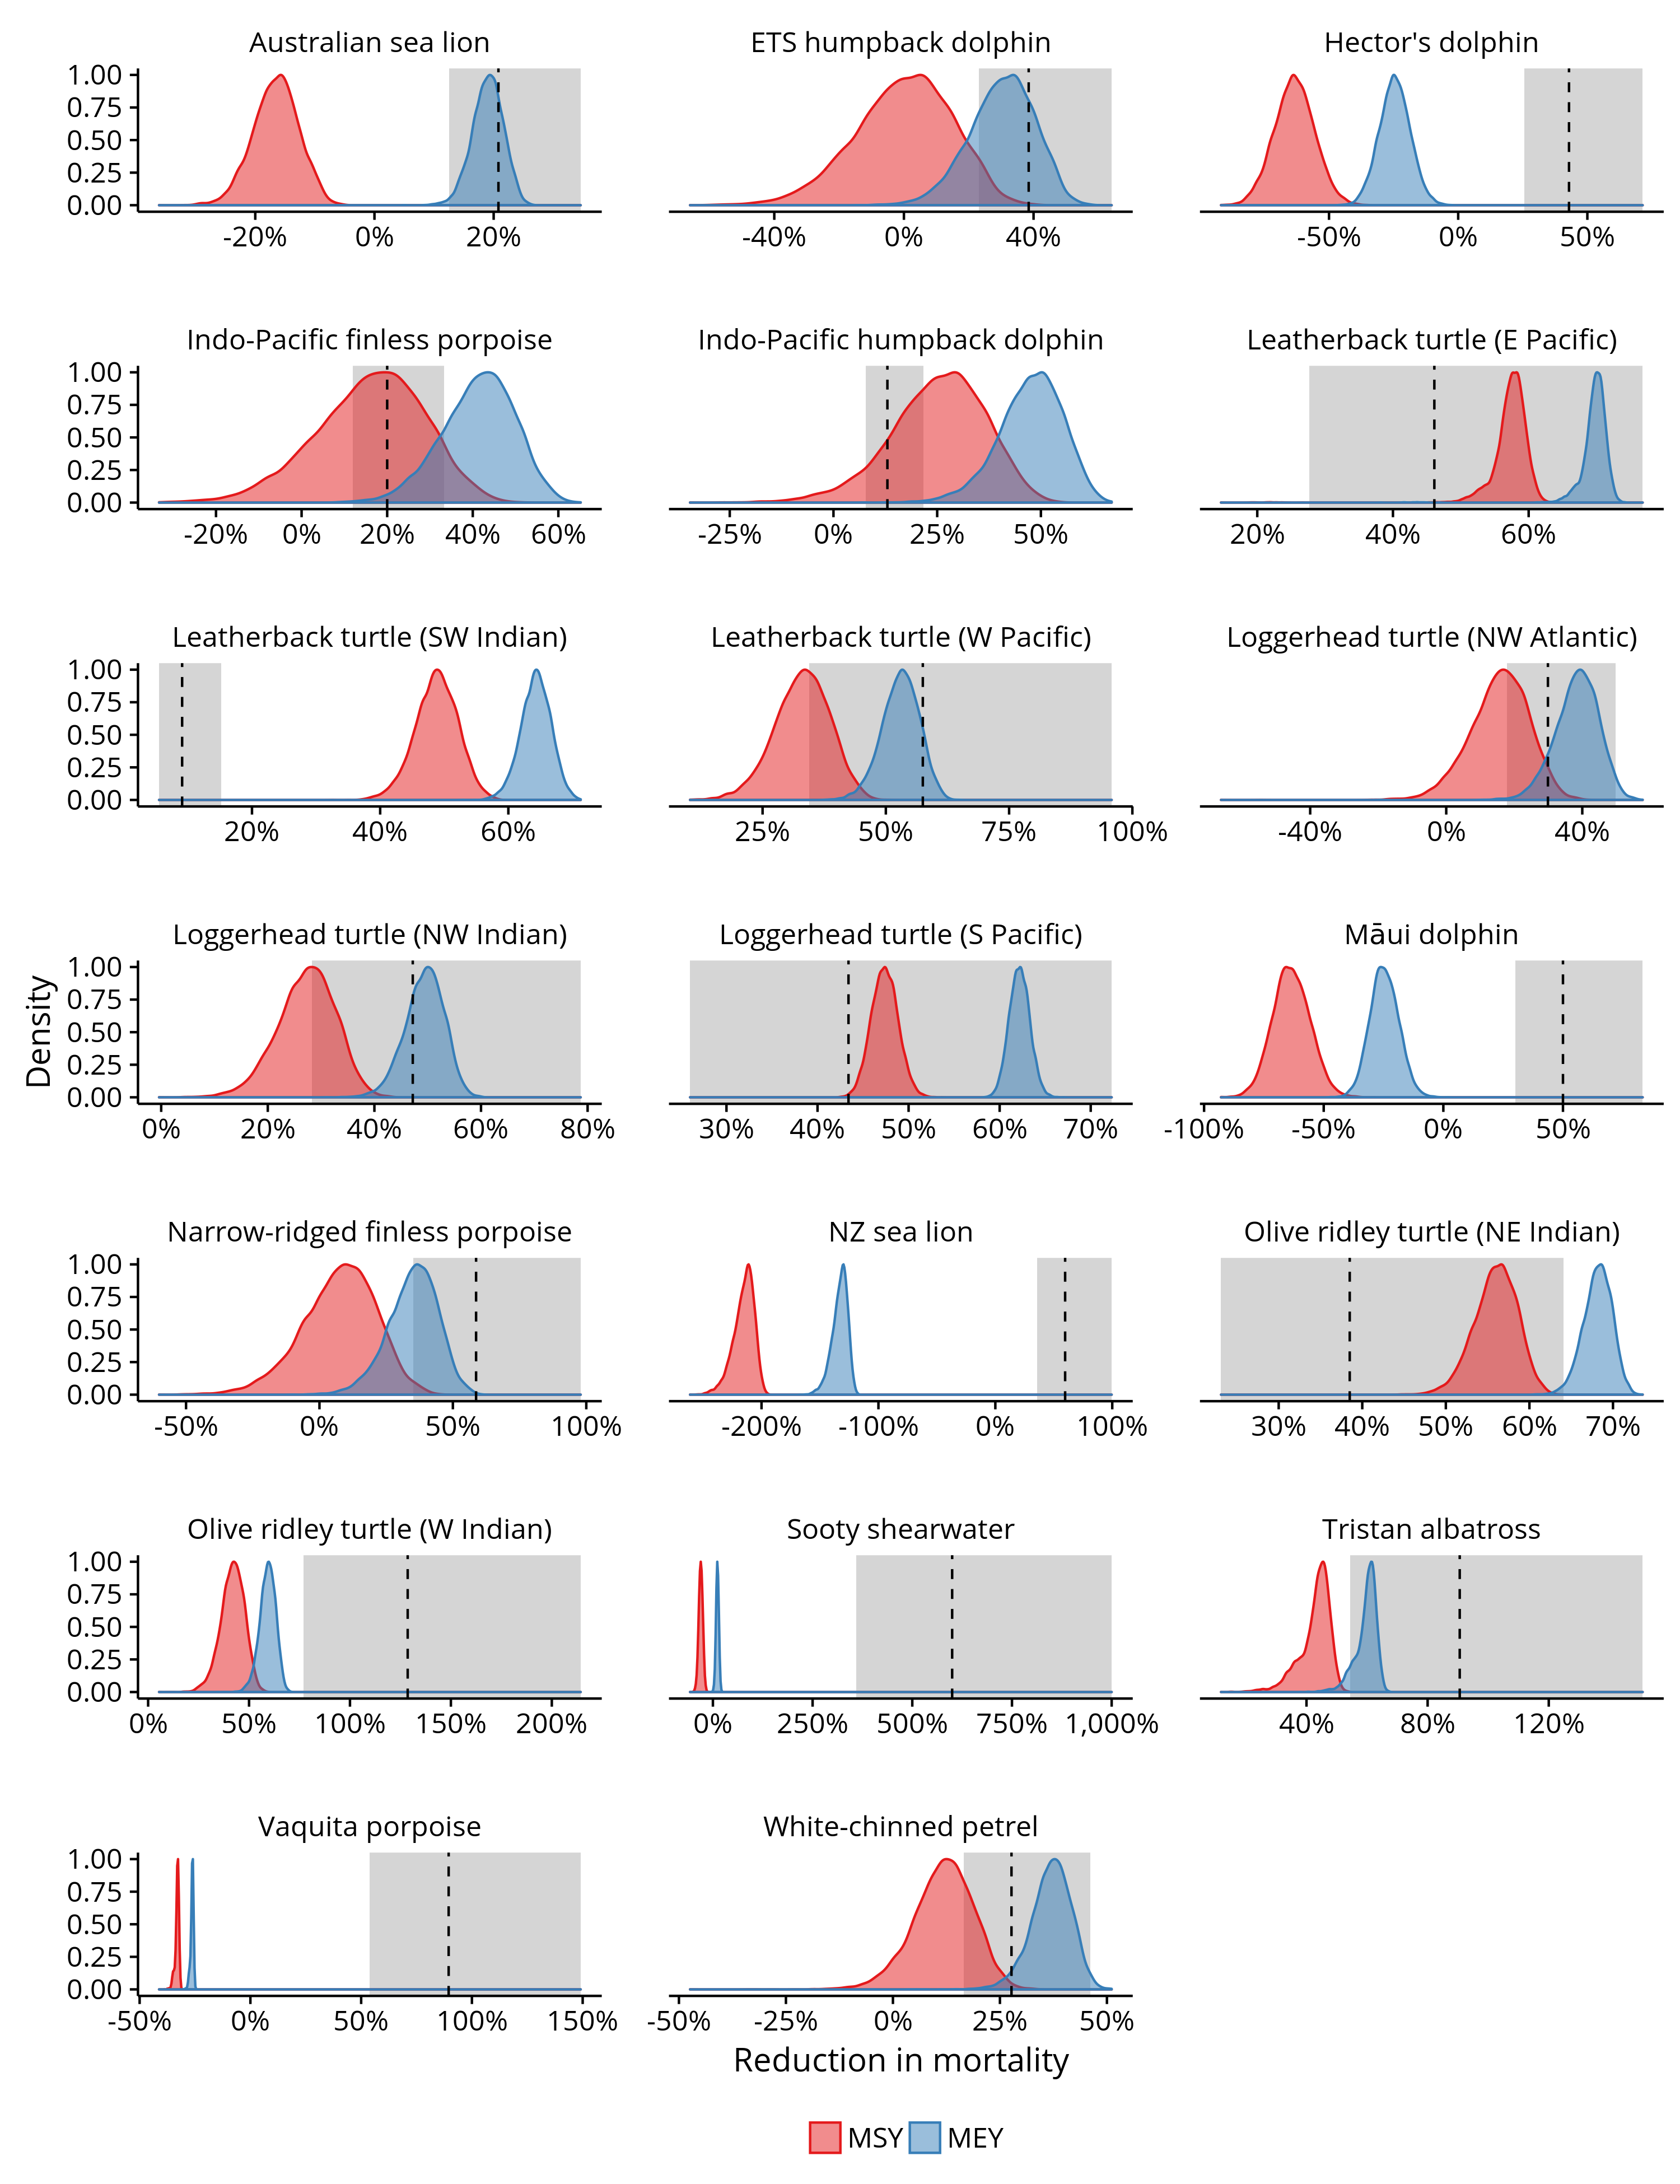 Australian sea lion
ETS humpback dolphin
Hector's dolphin
1.00
0.75
0.50
0.25
0.00
-20% 0% 20%
-40% 0% 40%
-50% 0% 50%
Indo-Pacific finless porpoise
Indo-Pacific humpback dolphin
Leatherback turtle (E Pacific)
1.00
0.75
0.50
0.25
0.00
-20% 0% 20% 40% 60%
-25% 0% 25% 50%
20% 40% 60%
Leatherback turtle (SW Indian)
Leatherback turtle (W Pacific)
Loggerhead turtle (NW Atlantic)
1.00
0.75
0.50
0.25
0.00
20% 40% 60%
25% 50% 75% 100%
-40% 0% 40%
Loggerhead turtle (NW Indian)
Loggerhead turtle (S Pacific)
Māui dolphin
Density
1.00
0.75
0.50
0.25
0.00
0% 20% 40% 60% 80%
30% 40% 50% 60% 70%
-100% -50% 0% 50%
Narrow-ridged finless porpoise
NZ sea lion
Olive ridley turtle (NE Indian)
1.00
0.75
0.50
0.25
0.00
-50% 0% 50% 100%
-200% -100% 0% 100%
30% 40% 50% 60% 70%
Olive ridley turtle (W Indian)
Sooty shearwater
Tristan albatross
1.00
0.75
0.50
0.25
0.00
0% 50% 100% 150% 200%
0% 250% 500% 750% 1,000%
40% 80% 120%
Vaquita porpoise
White-chinned petrel
1.00
0.75
0.50
0.25
0.00
-50% 0% 50% 100% 150%
-50% -25% 0% 25% 50%
Reduction in mortality
MSY MEY